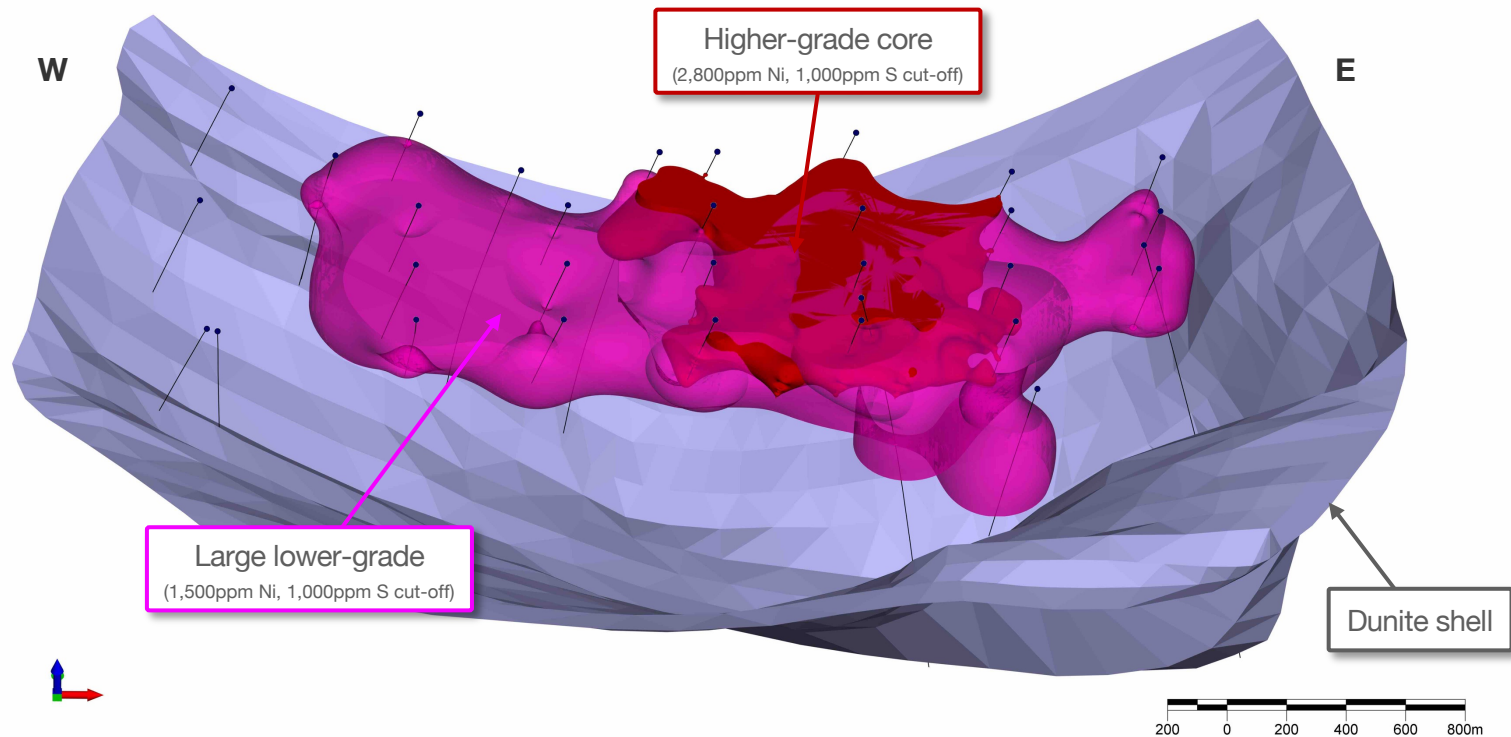 Higher-grade core
(2,800ppm Ni, 1,000ppm S cut-off)
W
E
Large lower-grade
(1,500ppm Ni, 1,000ppm S cut-off)
Dunite shell
200 0 200 400 600 800m